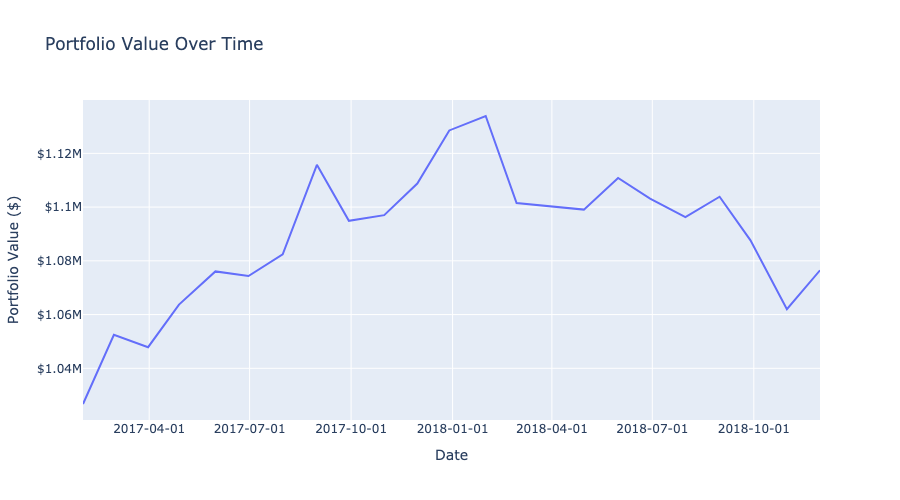 Portfolio Value Over Time
Portfolio Value ($)
$1.12M
$1.1M
$1.08M
$1.06M
$1.04M
2017-04-01 2017-07-01 2017-10-01 2018-01-01 2018-04-01 2018-07-01 2018-10-01
Date